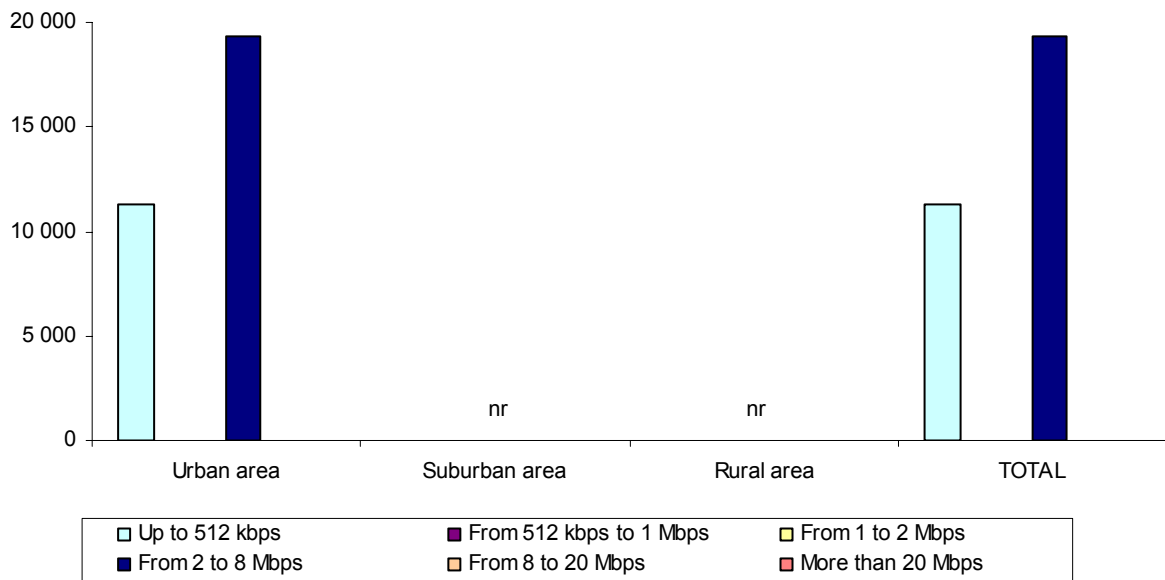 20 000
15 000
10 000
5 000
nr nr
0
Urban area Suburban area Rural area TOTAL
Up to 512 kbps From 512 kbps to 1 Mbps From 1 to 2 Mbps
From 2 to 8 Mbps From 8 to 20 Mbps More than 20 Mbps